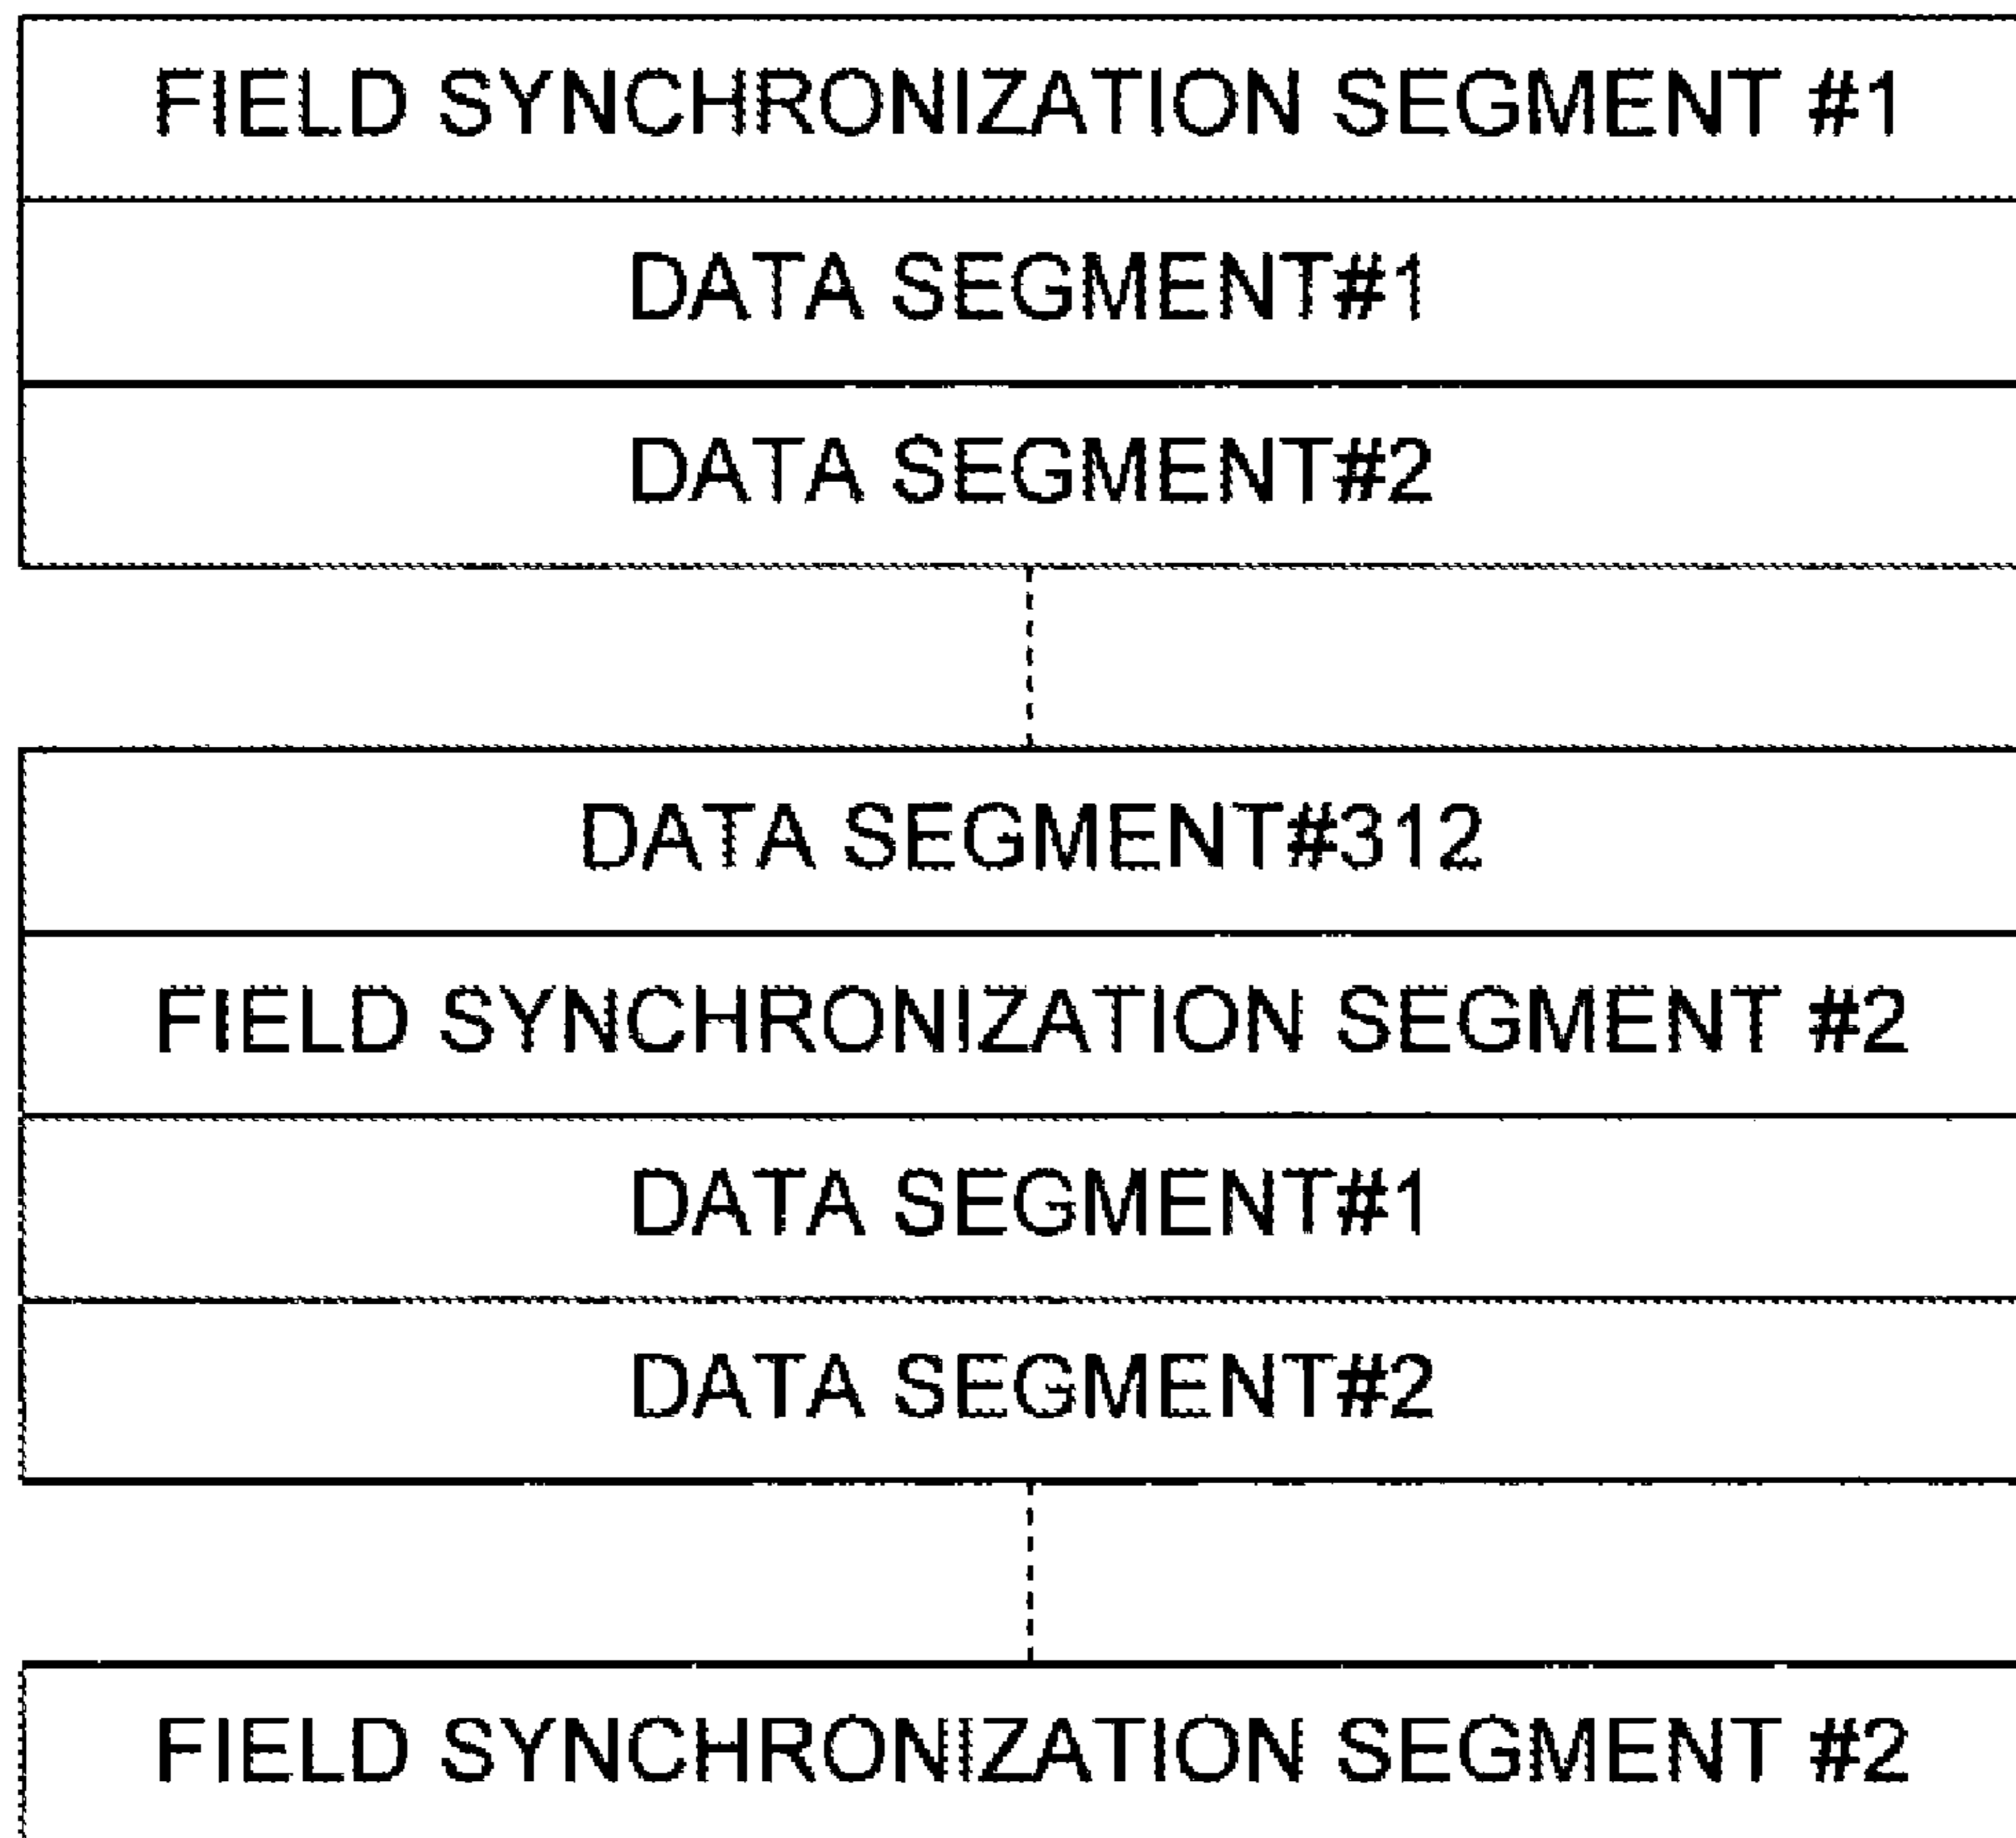 FIELD SYNCHRONIZATION SEGMENT #1
DATA SEGMENT#1
DATA SEGMENT#2
DATA SEGMENT#312
FIELD SYNCHRONIZATION SEGMENT #2
DATA SEGMENT#1
DATA SEGMENT#2
FIELD SYNCHRONIZATION SEGMENT #2